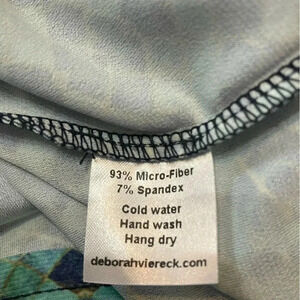 93% Micro-Fiber
7% Spandex
Cold water
Hand wash
Hang dry
deborahviereck.com